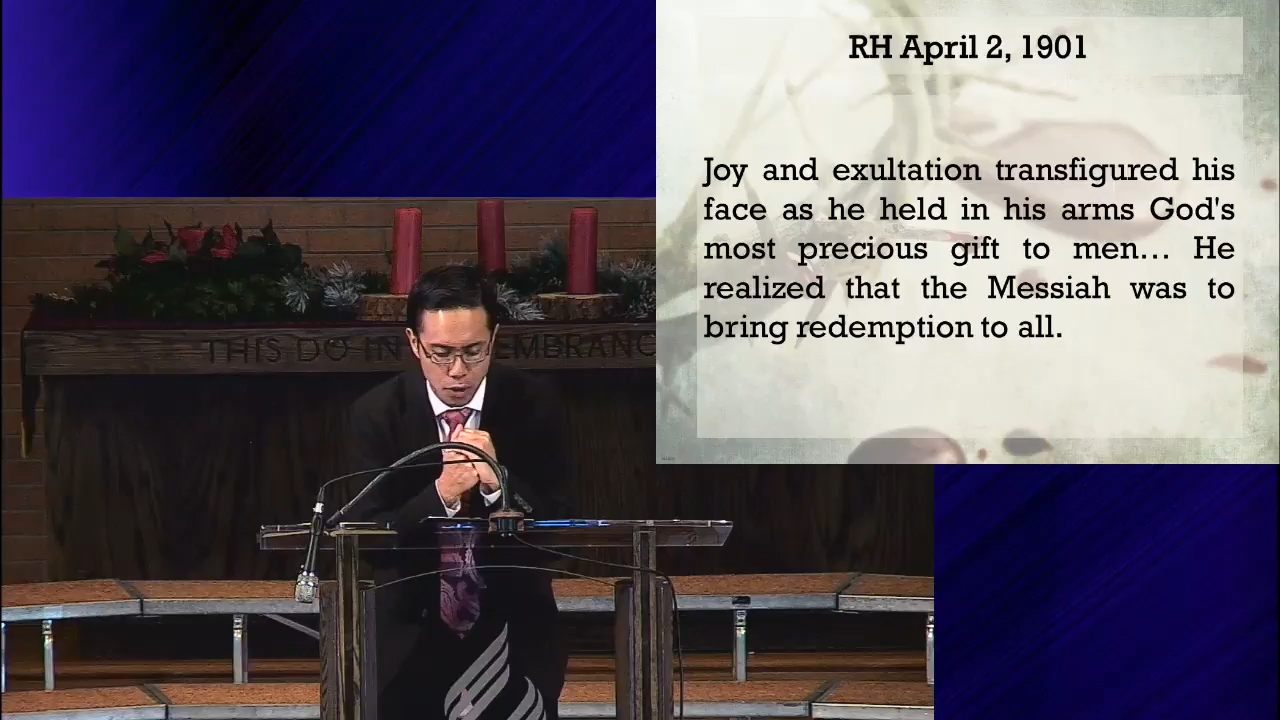 RH April 2, 1901
Joy and exultation transfigured his
face as he held in his arms God's
most precious gift to men... He
realized that the Messiah was to
bring redemption to all.
THIS DO IN EMBRANC